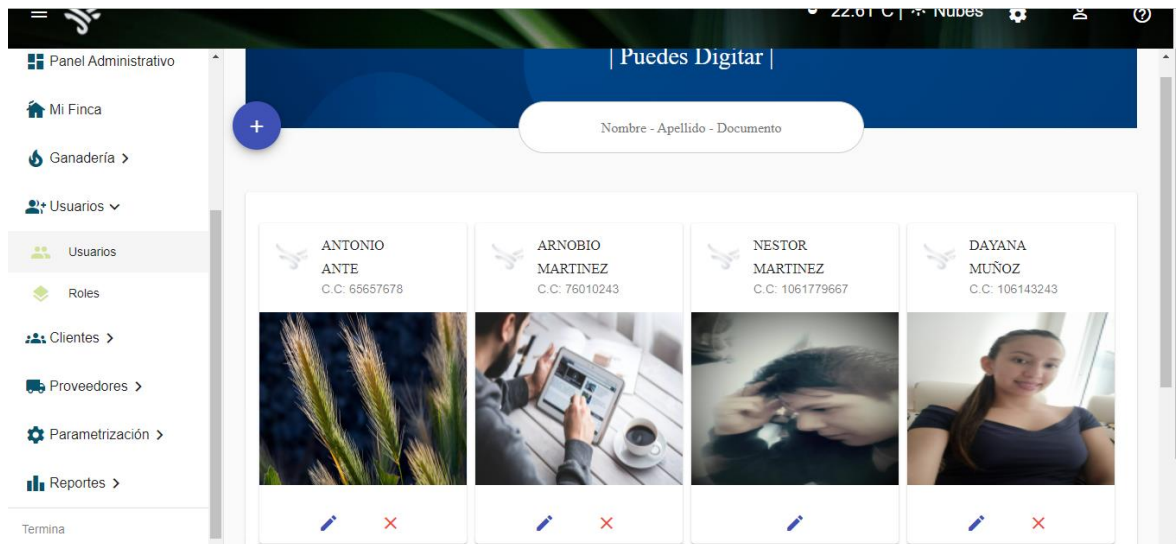 22.61°C | Nubes
Panel Administrativo
Mi Finca
Ganadería >
Usuarios
Usuarios
Roles
Clientes >
Proveedores >
Parametrización >
Reportes >
Termina
| Puedes Digitar |
+
Nombre - Apellido - Documento
ANTONIO
ANTE
C.C: 65657678
ARNOBIO
MARTINEZ
C.C: 76010243
NESTOR
MARTINEZ
C.C: 1061779667
DAYANA
MUÑOZ
C.C: 106143243